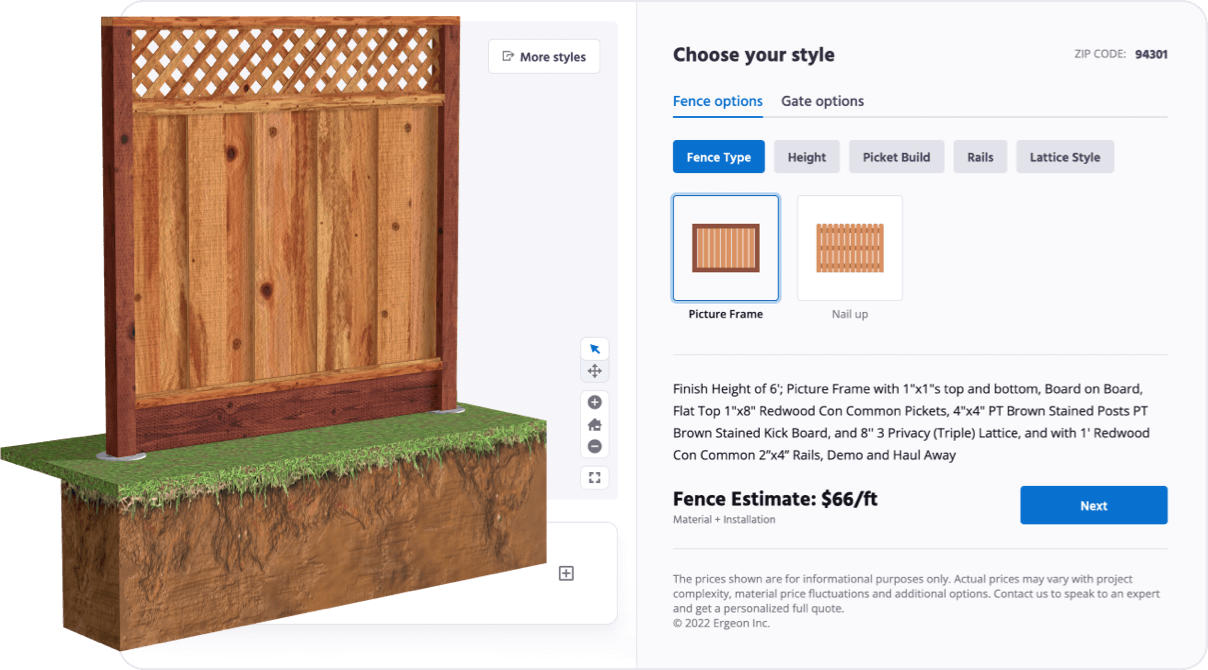 More styles
Choose your style
ZIP CODE: 94301
Fence options Gate options
Fence Type Height Picket Build Rails Lattice Style
Picture Frame Nail up
Finish Height of 6'; Picture Frame with 1"x1"s top and bottom, Board on Board,
Flat Top 1"x8" Redwood Con Common Pickets, 4"x4" PT Brown Stained Posts PT
Brown Stained Kick Board, and 8'' 3 Privacy (Triple) Lattice, and with 1' Redwood
Con Common 2”x4” Rails, Demo and Haul Away
Fence Estimate: $66/ft
Material + Installation
Next
The prices shown are for informational purposes only. Actual prices may vary with project
complexity, material price fluctuations and additional options. Contact us to speak to an expert
and get a personalized full quote.
© 2022 Ergeon Inc.